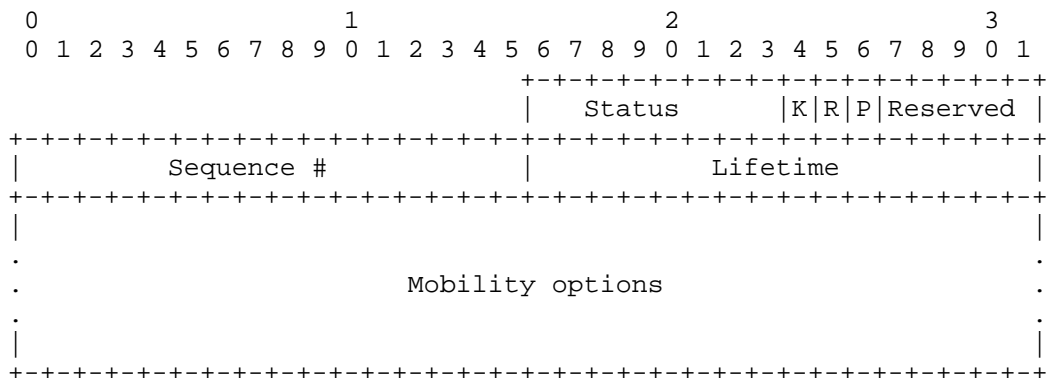 0                   1                   2                   3
 0 1 2 3 4 5 6 7 8 9 0 1 2 3 4 5 6 7 8 9 0 1 2 3 4 5 6 7 8 9 0 1
                                +-+-+-+-+-+-+-+-+-+-+-+-+-+-+-+-+
                                |   Status      |K|R|P|Reserved |
+-+-+-+-+-+-+-+-+-+-+-+-+-+-+-+-+-+-+-+-+-+-+-+-+-+-+-+-+-+-+-+-+
|         Sequence #            |           Lifetime            |
+-+-+-+-+-+-+-+-+-+-+-+-+-+-+-+-+-+-+-+-+-+-+-+-+-+-+-+-+-+-+-+-+
|                                                               |
.                                                               .
.                        Mobility options                       .
.                                                               .
|                                                               |
+-+-+-+-+-+-+-+-+-+-+-+-+-+-+-+-+-+-+-+-+-+-+-+-+-+-+-+-+-+-+-+-+